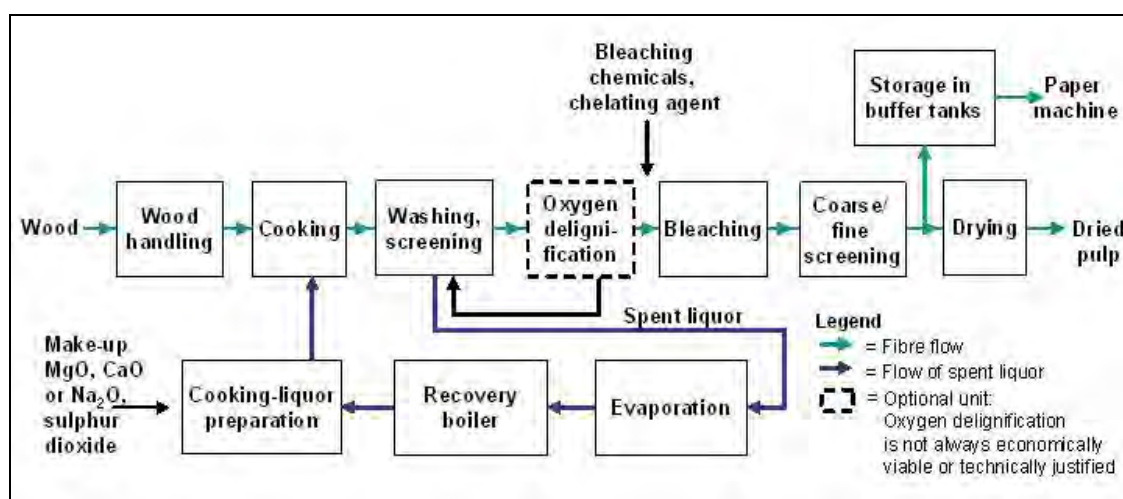 Bleaching
chemicals,
chelating agent
Storage in
buffer tanks
Paper
machine
Wood
Wood
handling
Cooking
Washing,
screening
Oxygen
deligni-
fication
Bleaching
Coarse/
fine
screening
Drying
Dried
pulp
Spent liquor
Make-up
MgO, CaO
or Na₂O,
sulphur
dioxide
Cooking-liquor
preparation
Recovery
boiler
Evaporation
Legend
= Fibre flow
= Flow of spent liquor
= Optional unit:
Oxygen delignification
is not always economically
viable or technically justified